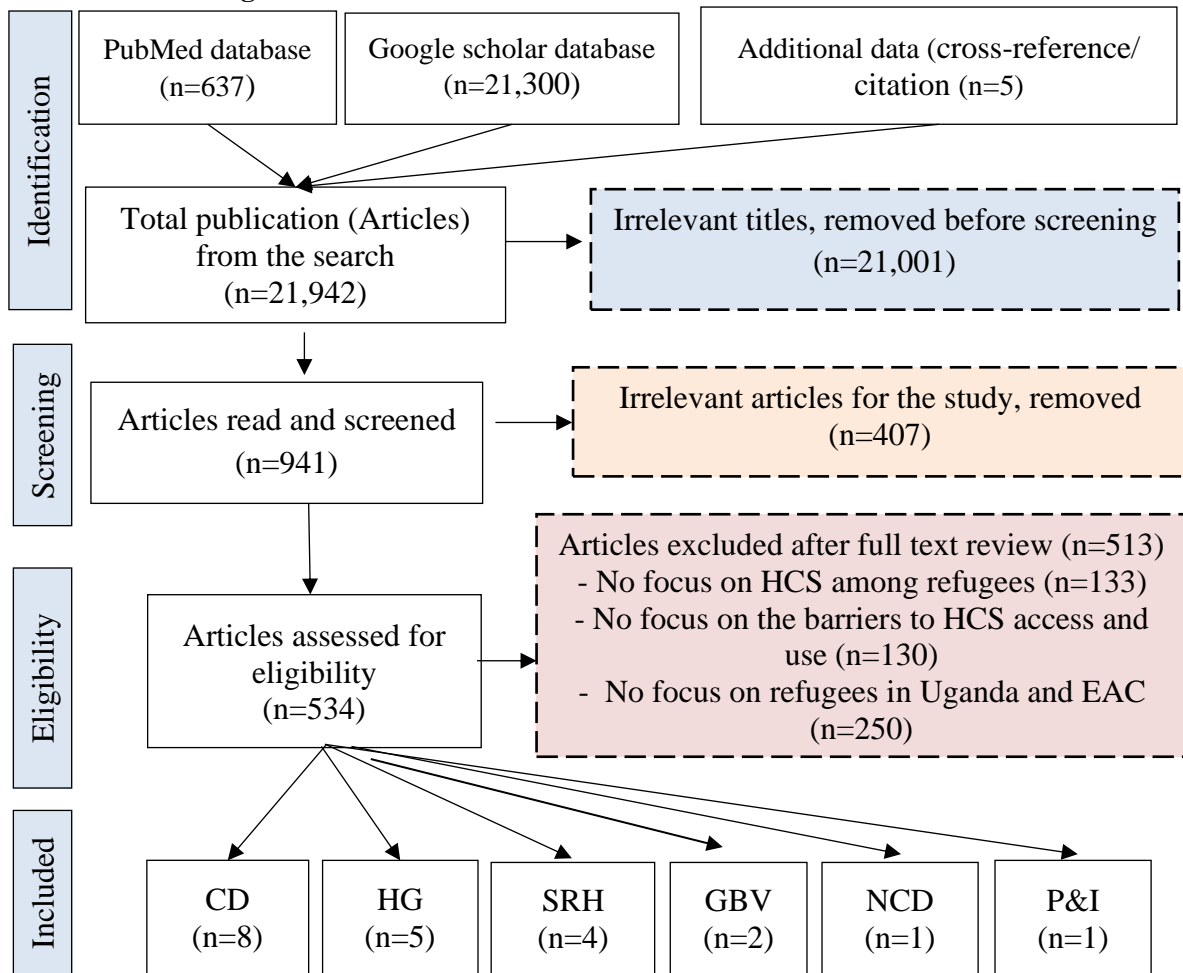 Identification
PubMed database
(n=637)
Google scholar database
(n=21,300)
Additional data (cross-reference/
citation (n=5)
Total publication (Articles)
from the search
(n=21,942)
Irrelevant titles, removed before screening
(n=21,001)
Screening
Articles read and screened
(n=941)
Irrelevant articles for the study, removed
(n=407)
Eligibility
Articles assessed for
eligibility
(n=534)
Articles excluded after full text review (n=513)
- No focus on HCS among refugees (n=133)
- No focus on the barriers to HCS access and
use (n=130)
- No focus on refugees in Uganda and EAC
(n=250)
Included
CD
(n=8)
HG
(n=5)
SRH
(n=4)
GBV
(n=2)
NCD
(n=1)
P&I
(n=1)